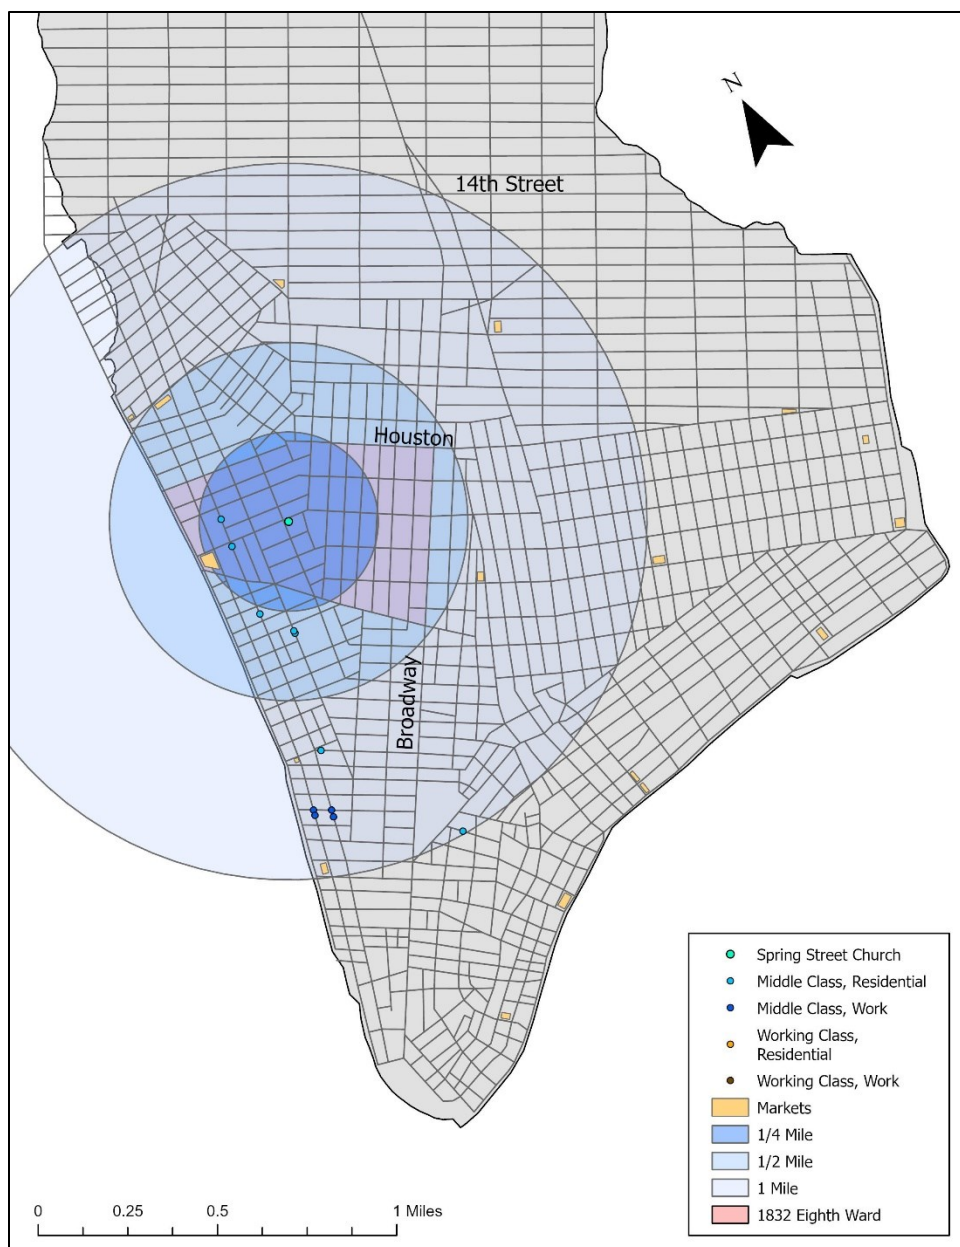 N
14th Street
Houston
Broadway
Spring Street Church
Middle Class, Residential
Middle Class, Work
Working Class,
Residential
Working Class, Work
Markets
1/4 Mile
1/2 Mile
1 Mile
1832 Eighth Ward
0 0.25 0.5 1 Miles